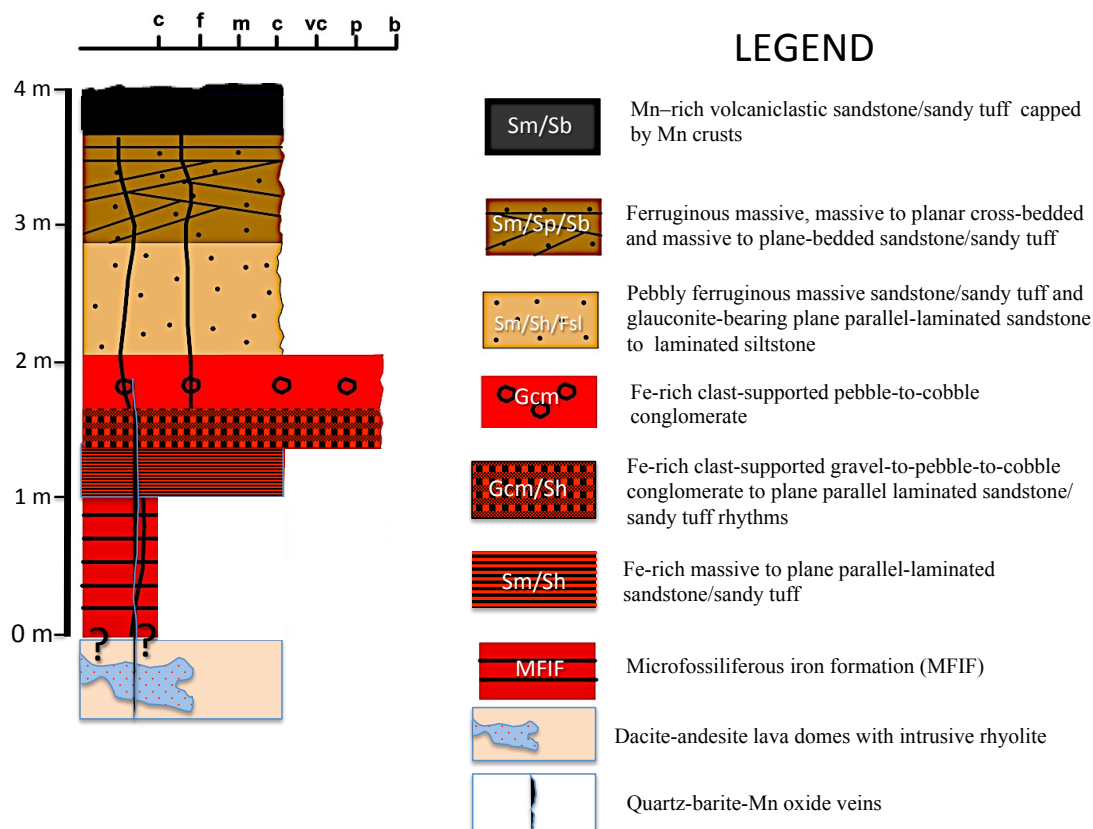 c f m c vc p b
LEGEND
4 m
3 m
2 m
1 m
0 m
? ?
Sm/Sb
Mn–rich volcaniclastic sandstone/sandy tuff capped
by Mn crusts
Sm/Sp/Sb
Ferruginous massive, massive to planar cross-bedded
and massive to plane-bedded sandstone/sandy tuff
Sm/Sh/Fsl
Pebbly ferruginous massive sandstone/sandy tuff and
glauconite-bearing plane parallel-laminated sandstone
to laminated siltstone
Gcm
Fe-rich clast-supported pebble-to-cobble
conglomerate
Gcm/Sh
Fe-rich clast-supported gravel-to-pebble-to-cobble
conglomerate to plane parallel laminated sandstone/
sandy tuff rhythms
Sm/Sh
Fe-rich massive to plane parallel-laminated
sandstone/sandy tuff
MFIF
Microfossiliferous iron formation (MFIF)
Dacite-andesite lava domes with intrusive rhyolite
Quartz-barite-Mn oxide veins